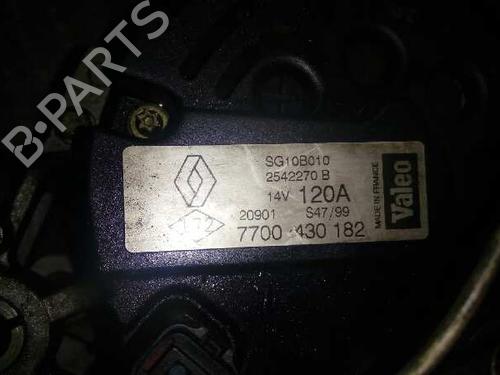 B-PARTS
SG10B010
2542270 B
14V 120A
20901 S47/99
7700 430 182
MADE IN FRANCE
Valeo